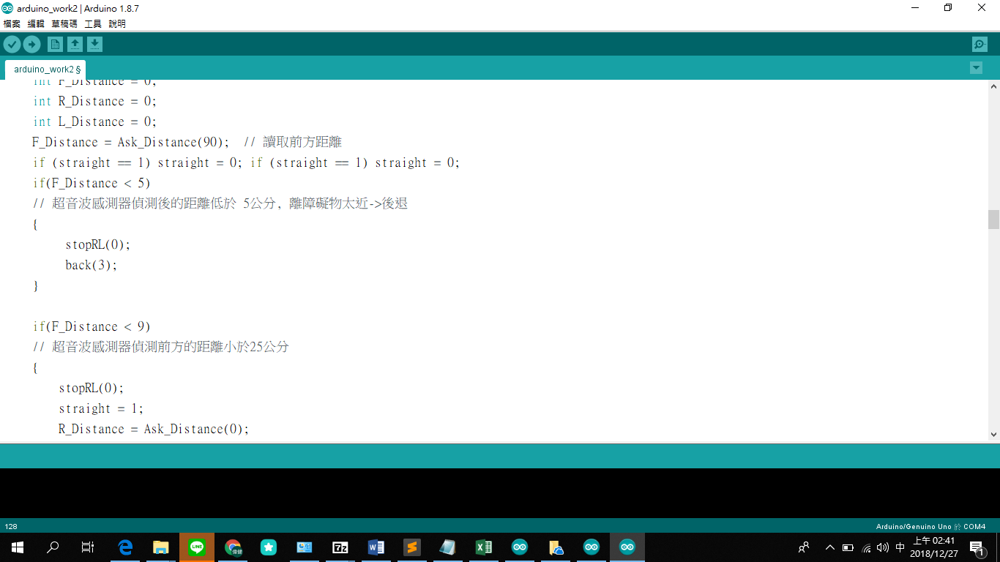 arduino_work2 | Arduino 1.8.7
檔案 編輯 草稿碼 工具 說明
arduino_work2 §
int F_Distance = 0;
int R_Distance = 0;
int L_Distance = 0;
F_Distance = Ask_Distance(90);  // 讀取前方距離
if (straight == 1) straight = 0; if (straight == 1) straight = 0;
if(F_Distance < 5)
// 超音波感測器偵測後的距離低於 5公分, 離障礙物太近->後退
{
stopRL(0);
back(3);
}
if(F_Distance < 9)
// 超音波感測器偵測前方的距離小於25公分
{
stopRL(0);
straight = 1;
R_Distance = Ask_Distance(0);
128
Arduino/Genuino Uno 於 COM4
LINE
7z
中
上午 02:41
2018/12/27
1